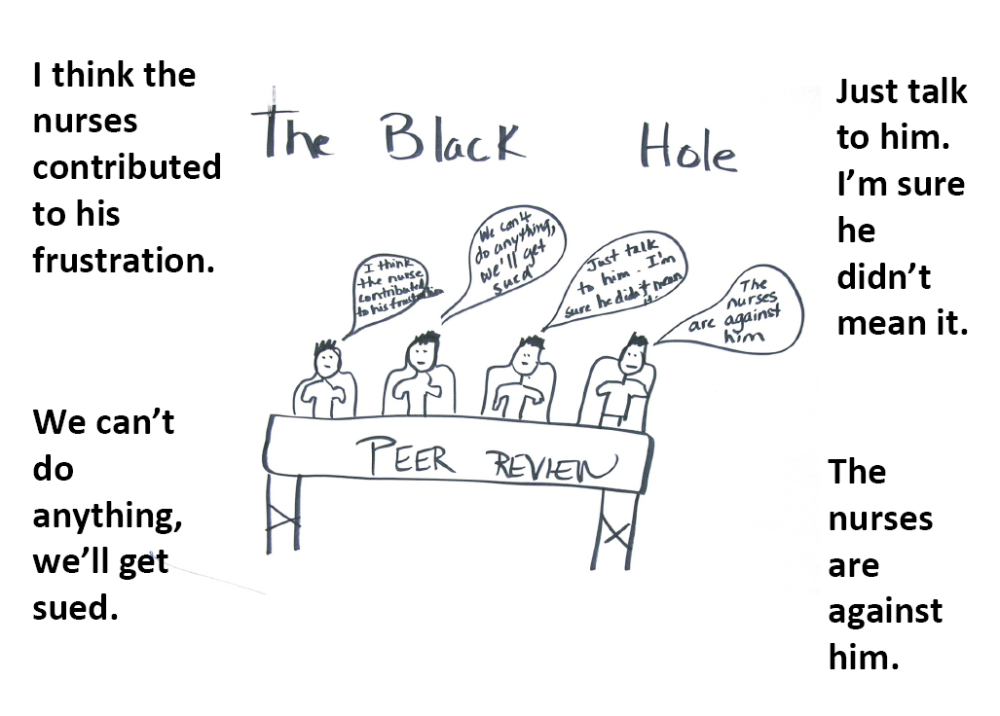 The Black Hole
I think the
nurses
contributed
to his
frustration.
Just talk
to him.
I’m sure
he
didn’t
mean it.
I think
the nurse
contributed
to his frustration
We can't
do anything,
we'll get
sued
Just talk
to him. I'm
sure he didn't mean
it.
The
nurses
are against
him
PEER REVIEW
We can’t
do
anything,
we’ll get
sued.
The
nurses
are
against
him.